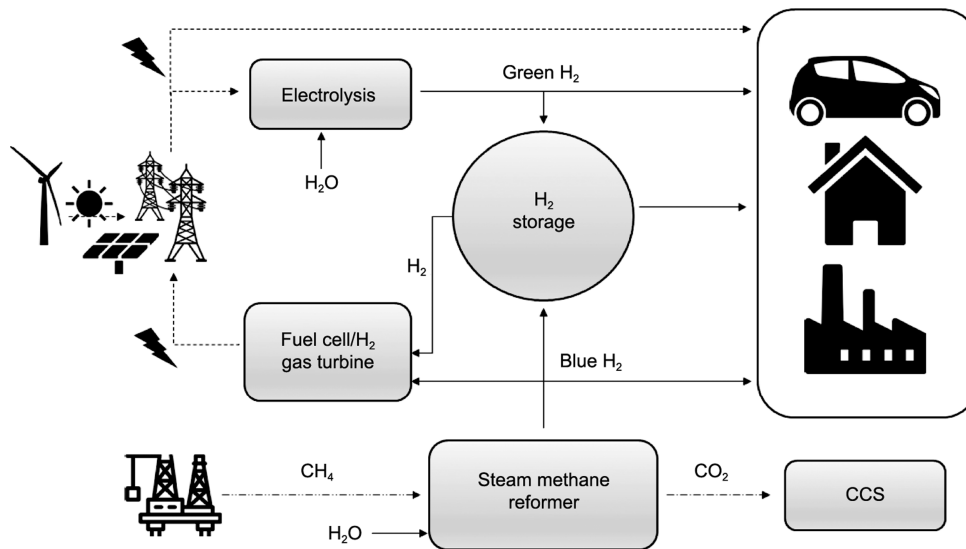 Green H₂
Electrolysis
H₂O
H₂
storage
H₂
Fuel cell/H₂
gas turbine
Blue H₂
CH₄
Steam methane
reformer
CO₂
CCS
H₂O